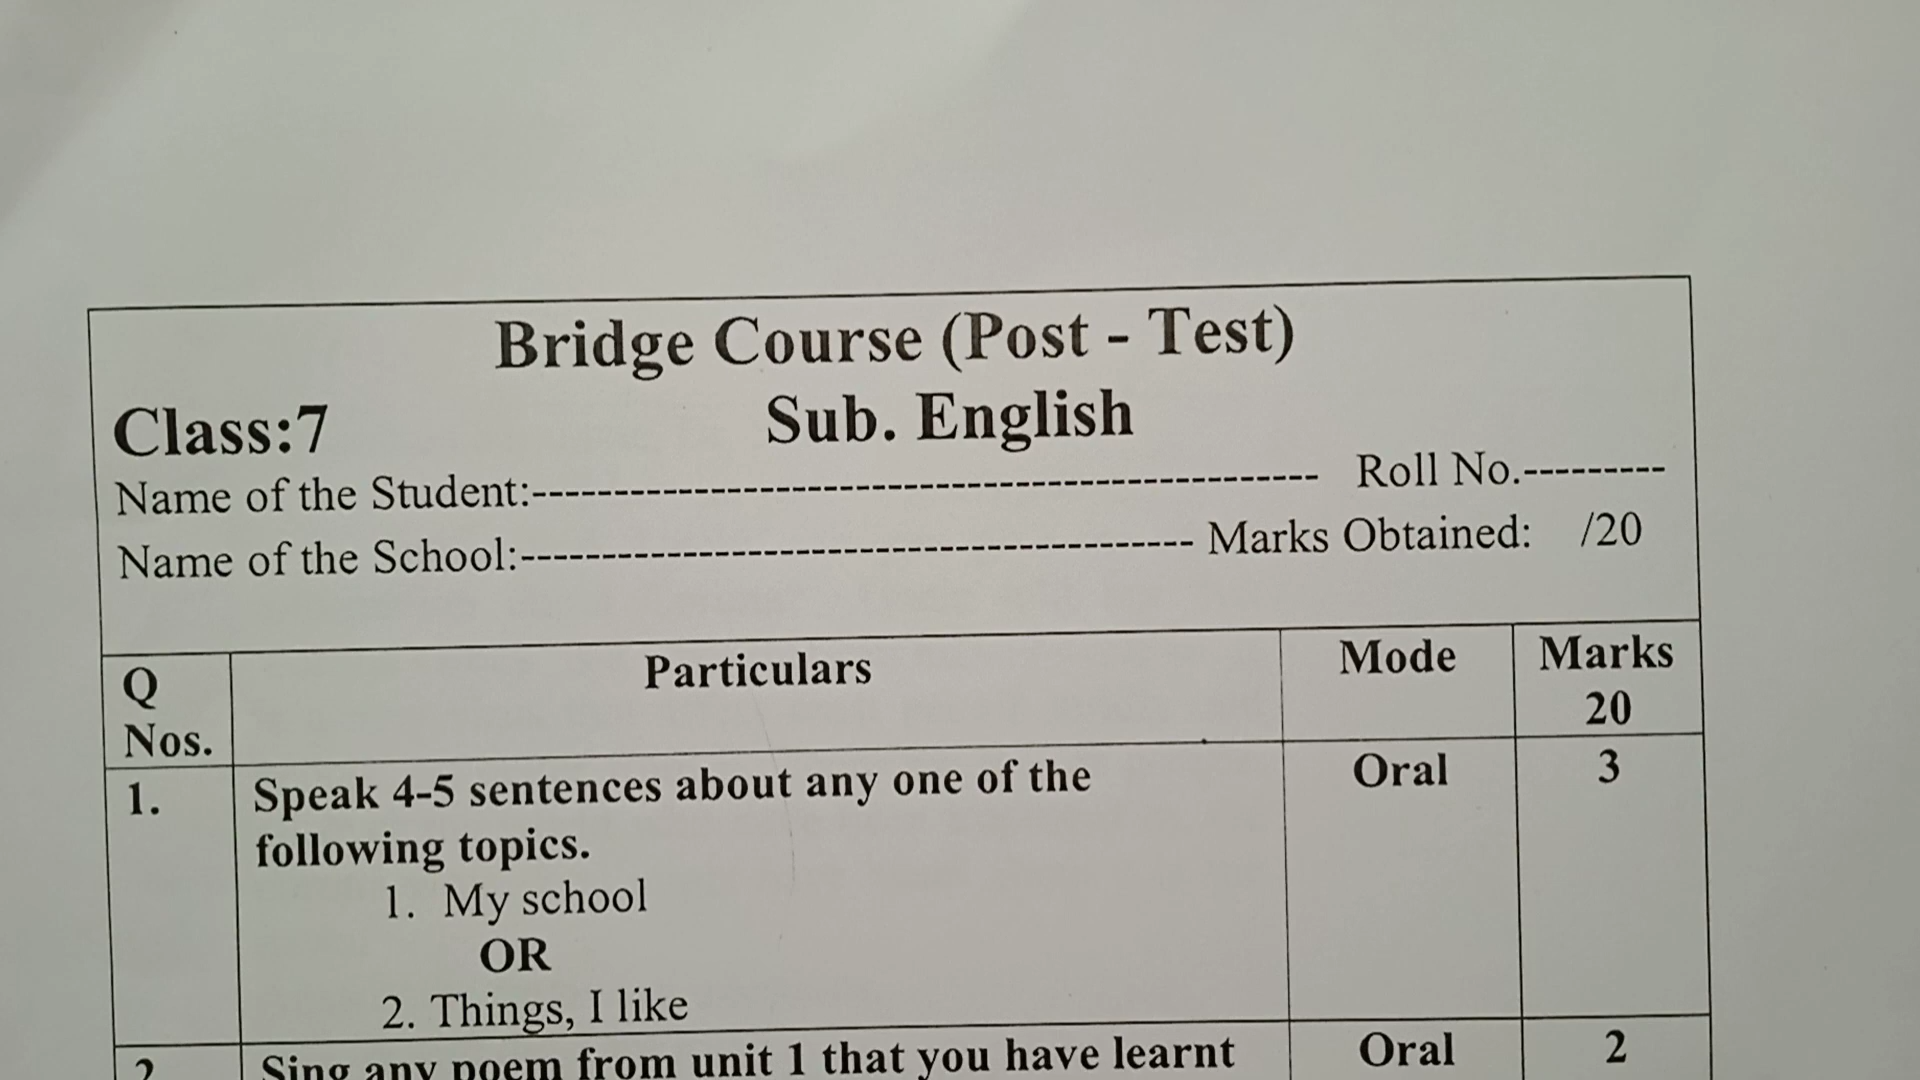 Bridge Course (Post - Test)
Class:7 Sub. English
Name of the Student:------------------------------------------------ Roll No.---------
Name of the School:----------------------------------------- Marks Obtained: /20
Q Nos. Particulars Mode Marks 20
1. Speak 4-5 sentences about any one of the Oral 3
following topics.
1. My school
OR
2. Things, I like
2 Sing any poem from unit 1 that you have learnt Oral 2